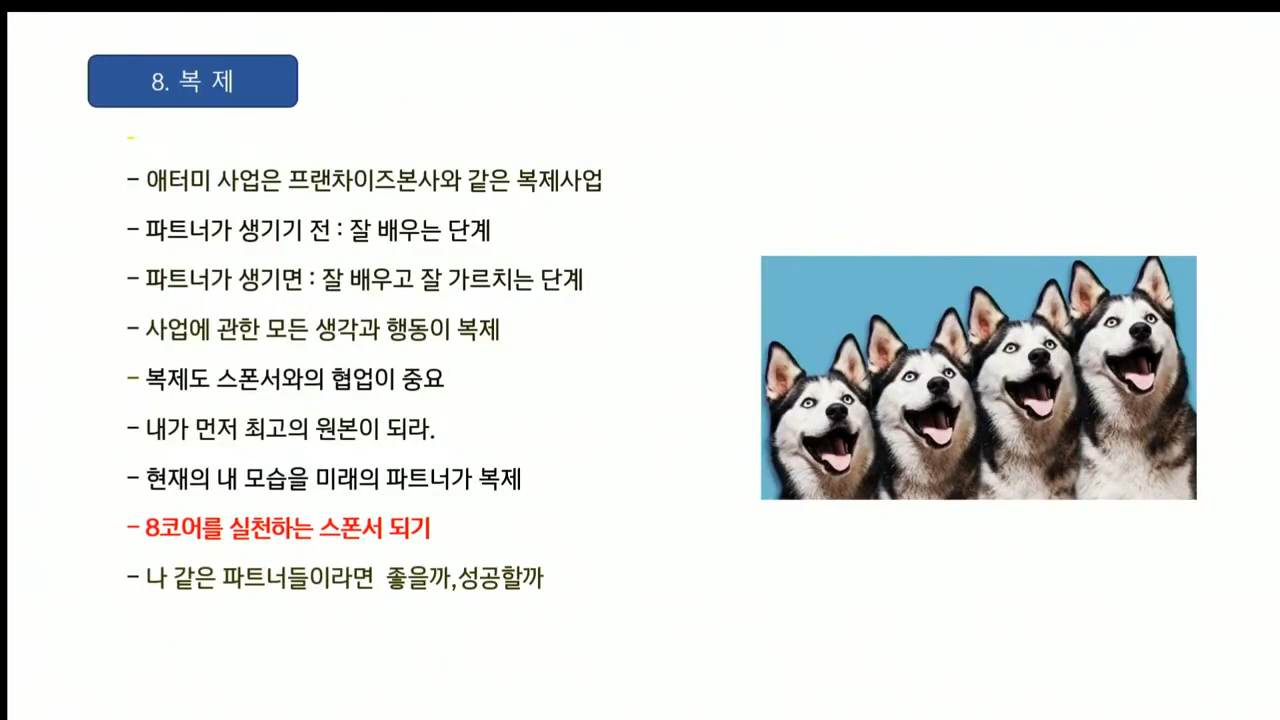 8. 복 제
-
- 애터미 사업은 프랜차이즈본사와 같은 복제사업
- 파트너가 생기기 전 : 잘 배우는 단계
- 파트너가 생기면 : 잘 배우고 잘 가르치는 단계
- 사업에 관한 모든 생각과 행동이 복제
- 복제도 스폰서와의 협업이 중요
- 내가 먼저 최고의 원본이 되라.
- 현재의 내 모습을 미래의 파트너가 복제
- 8코어를 실천하는 스폰서 되기
- 나 같은 파트너들이라면 좋을까,성공할까